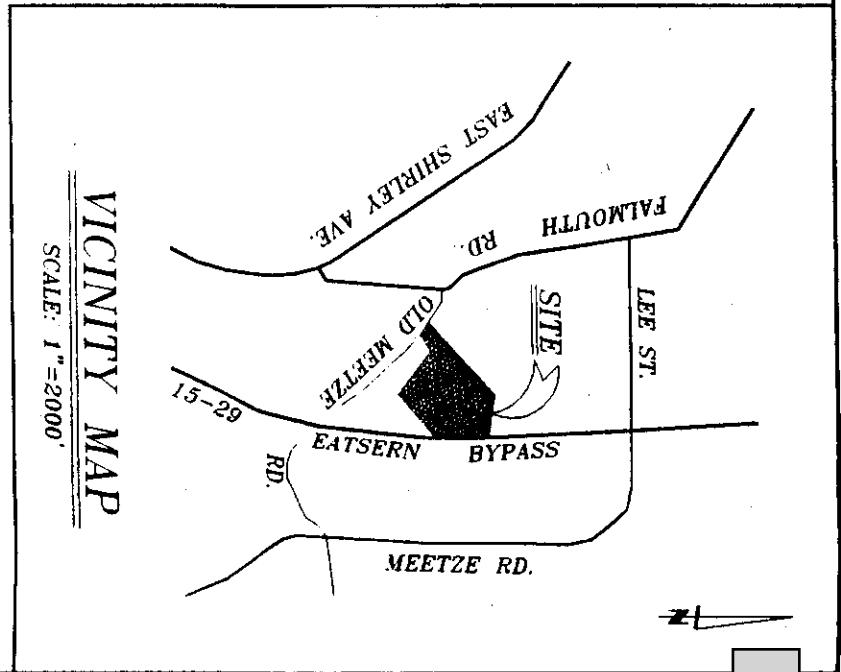 EAST SHIRLEY AVE.
FALMOUTH RD.
LEE ST.
SITE
OLD MEETZE
RD.
15-29
EATSERN BYPASS
MEETZE RD.
VICINITY MAP
SCALE: 1"=2000'
N